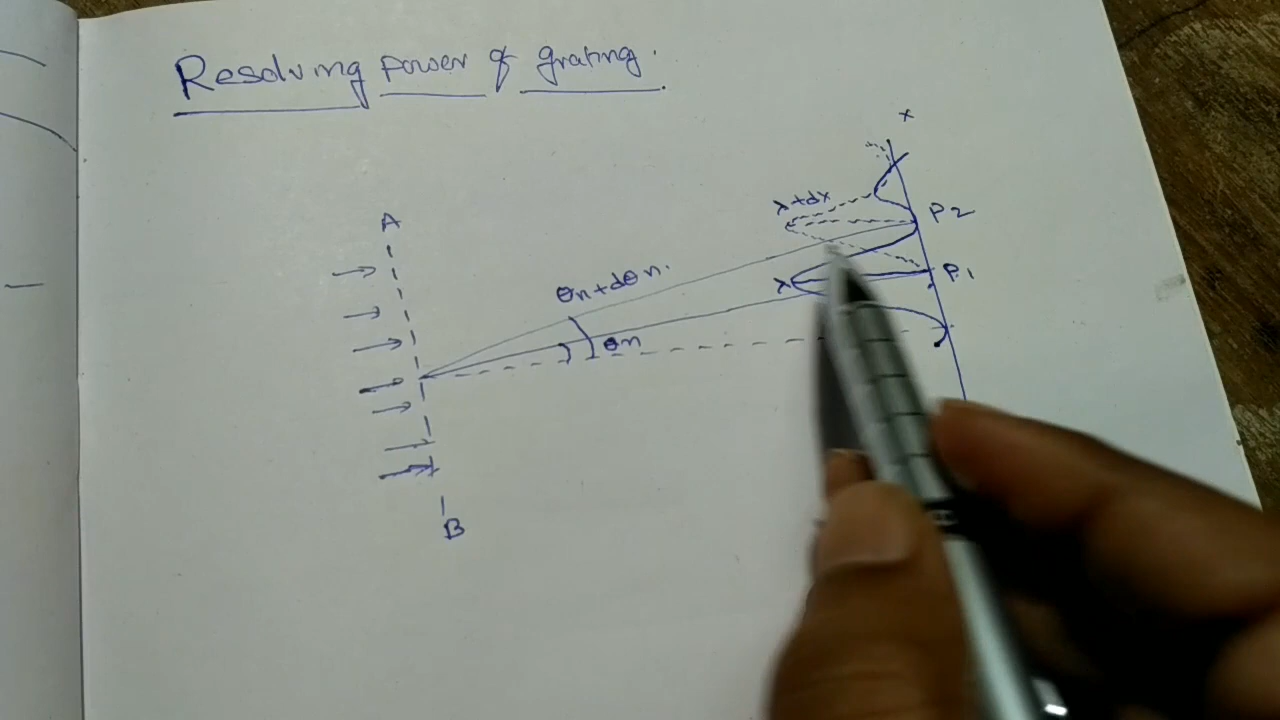 Resolving power of grating.
x
A
λ+dλ
P2
θn+dθn.
λ
P1
θn
B